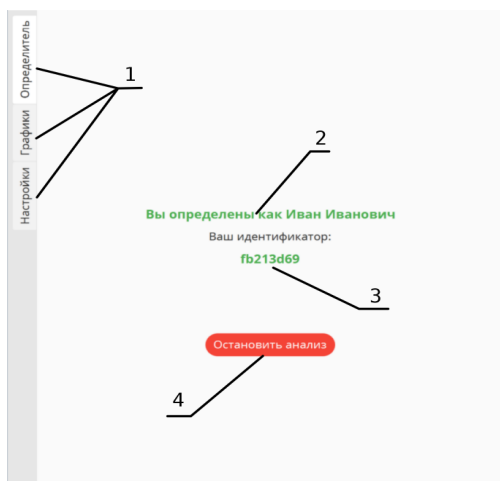 Определитель
Графики
Настройки
1
2
Вы определены как Иван Иванович
Ваш идентификатор:
fb213d69
3
Остановить анализ
4